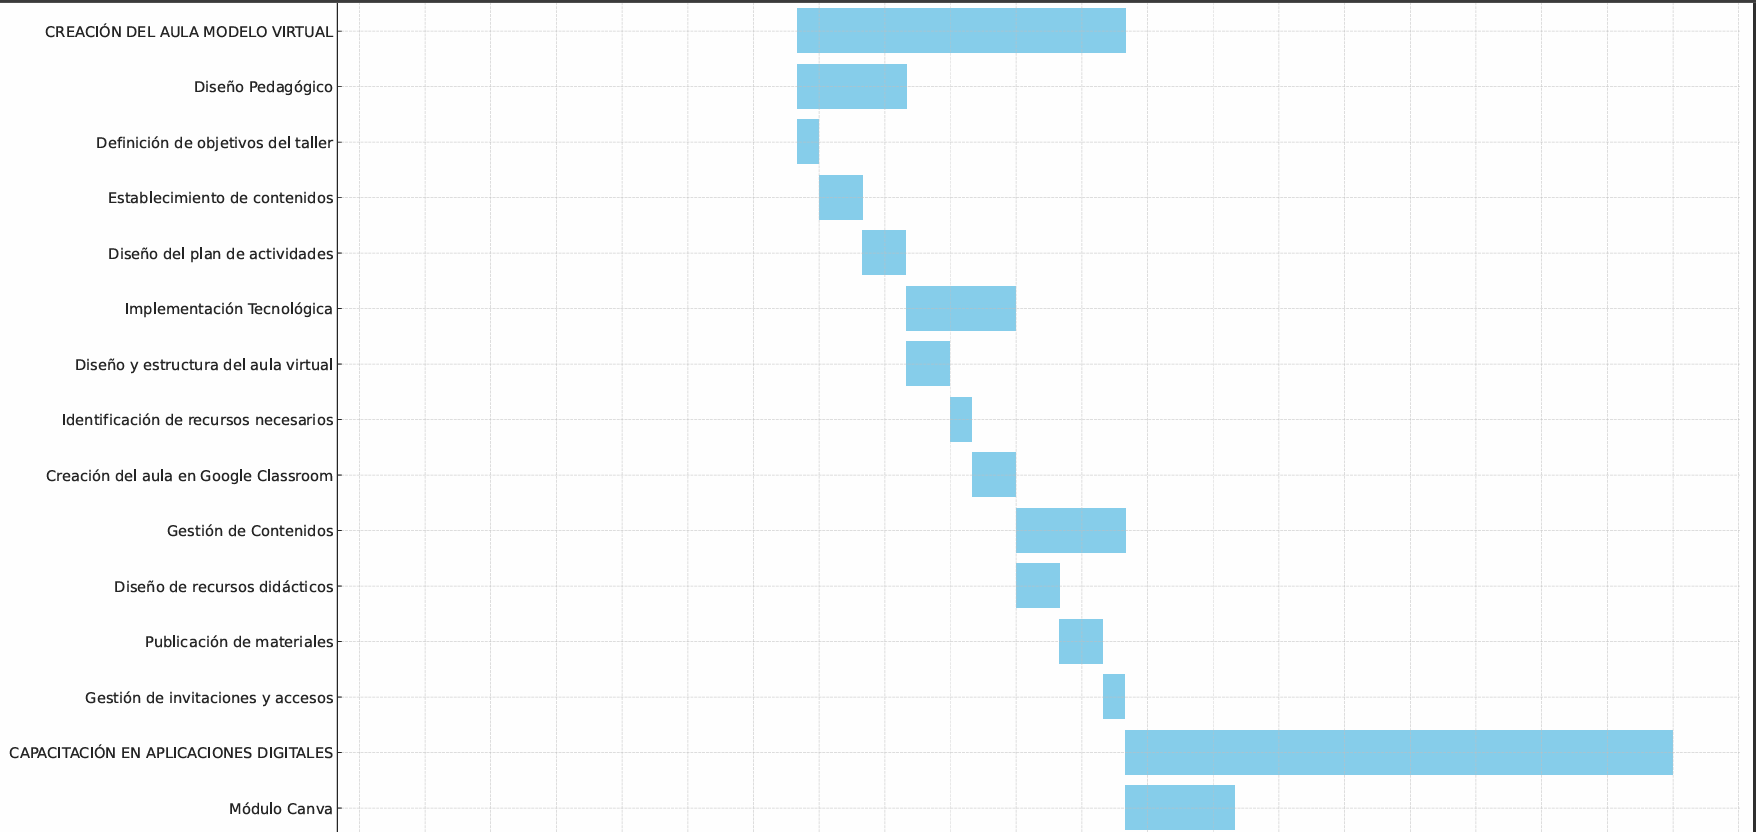 CREACIÓN DEL AULA MODELO VIRTUAL
Diseño Pedagógico
Definición de objetivos del taller
Establecimiento de contenidos
Diseño del plan de actividades
Implementación Tecnológica
Diseño y estructura del aula virtual
Identificación de recursos necesarios
Creación del aula en Google Classroom
Gestión de Contenidos
Diseño de recursos didácticos
Publicación de materiales
Gestión de invitaciones y accesos
CAPACITACIÓN EN APLICACIONES DIGITALES
Módulo Canva